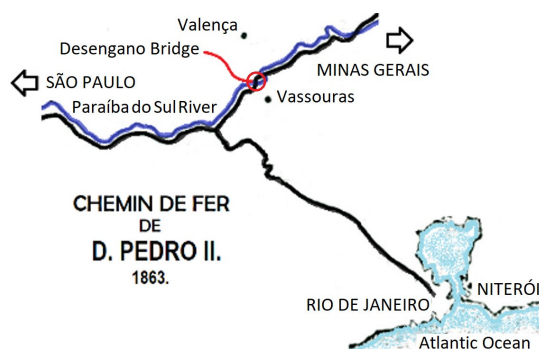 Valença
Desengano Bridge
MINAS GERAIS
SÃO PAULO
Paraíba do Sul River
Vassouras
CHEMIN DE FER
DE
D. PEDRO II.
1863.
RIO DE JANEIRO
NITERÓI
Atlantic Ocean